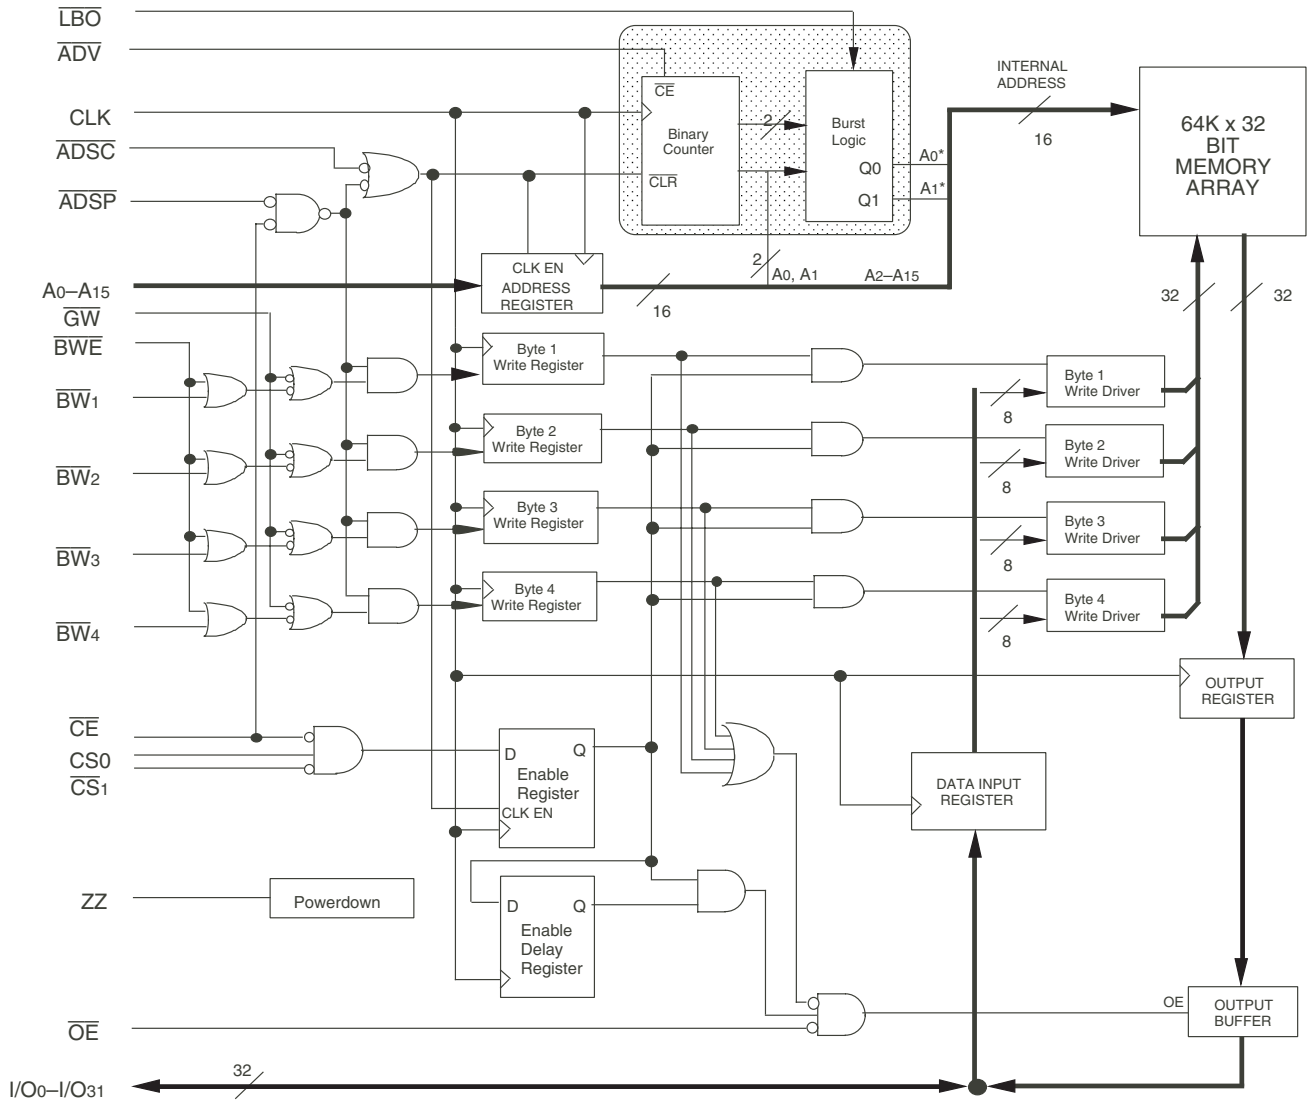 LBO
ADV
CLK
ADSC
ADSP
A0–A15
GW
BWE
BW1
BW2
BW3
BW4
CE
CS0
CS1
ZZ
OE
I/O0–I/O31
32
CE
Binary
Counter
CLR
2
Burst
Logic
Q0
Q1
A0*
A1*
2
A0, A1
A2–A15
INTERNAL
ADDRESS
16
64K x 32
BIT
MEMORY
ARRAY
32
32
CLK EN
ADDRESS
REGISTER
16
Byte 1
Write Register
Byte 2
Write Register
Byte 3
Write Register
Byte 4
Write Register
8
Byte 1
Write Driver
8
Byte 2
Write Driver
8
Byte 3
Write Driver
8
Byte 4
Write Driver
OUTPUT
REGISTER
D
Q
Enable
Register
CLK EN
DATA INPUT
REGISTER
Powerdown
D
Q
Enable
Delay
Register
OE
OUTPUT
BUFFER